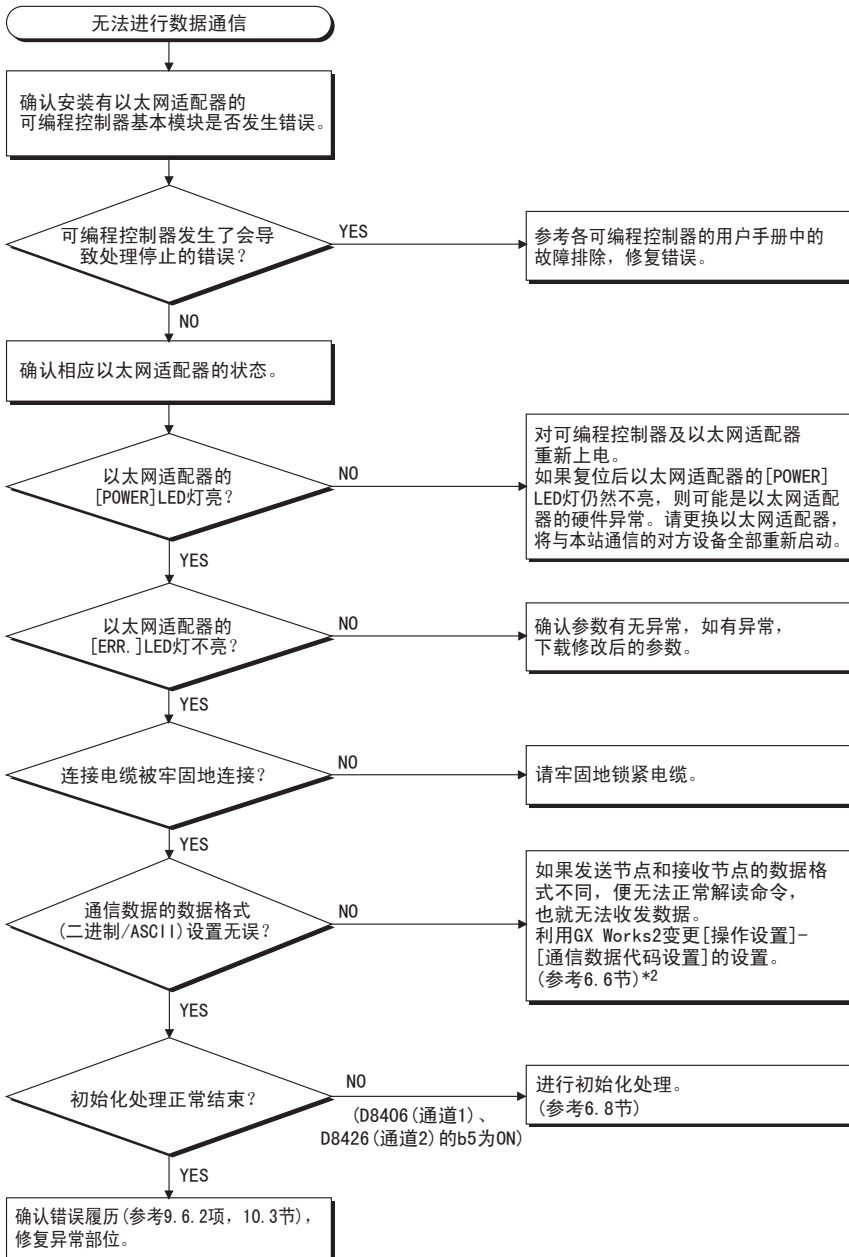 无法进行数据通信
确认安装有以太网适配器的
可编程控制器基本模块是否发生错误。
可编程控制器发生了会导
致处理停止的错误？
YES
参考各可编程控制器的用户手册中的
故障排除，修复错误。
NO
确认相应以太网适配器的状态。
以太网适配器的
[POWER]LED灯亮？
NO
对可编程控制器及以太网适配器
重新上电。
如果复位后以太网适配器的[POWER]
LED灯仍然不亮，则可能是以太网适配
器的硬件异常。请更换以太网适配器，
将与本站通信的对方设备全部重新启动。
YES
以太网适配器的
[ERR.]LED灯不亮？
NO
确认参数有无异常，如有异常，
下载修改后的参数。
YES
连接电缆被牢固地连接？
NO
请牢固地锁紧电缆。
YES
通信数据的数据格式
(二进制/ASCII)设置无误？
NO
如果发送节点和接收节点的数据格
式不同，便无法正常解读命令，
也就无法收发数据。
利用GX Works2变更[操作设置]-
[通信数据代码设置]的设置。
(参考6.6节)*2
YES
初始化处理正常结束？
NO
(D8406(通道1)、
D8426(通道2)的b5为ON)
进行初始化处理。
(参考6.8节)
YES
确认错误履历(参考9.6.2项，10.3节)，
修复异常部位。